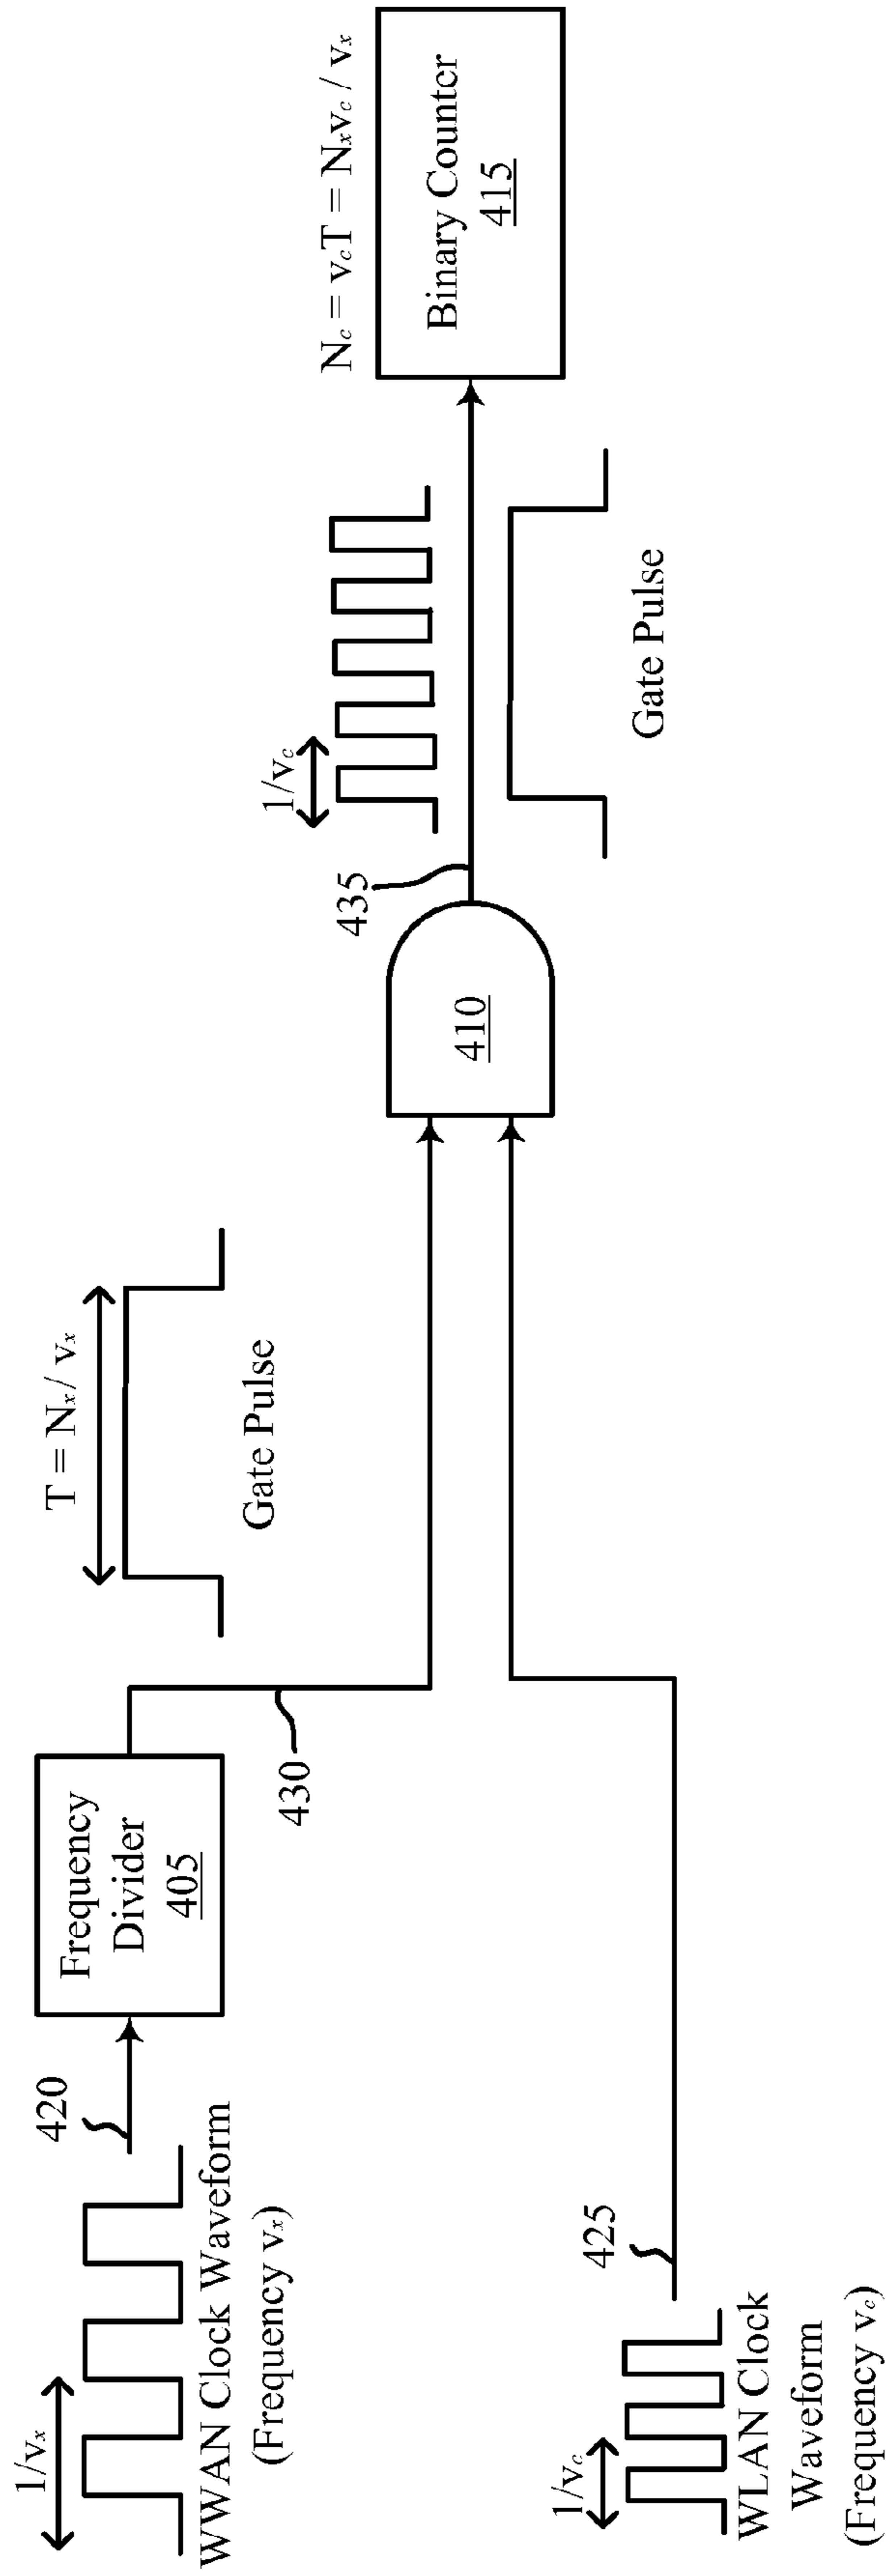 1/vx
WWAN Clock Waveform
(Frequency vx)
420
Frequency
Divider
405
430
T = Nx / vx
Gate Pulse
1/vc
WLAN Clock
Waveform
(Frequency vc)
425
410
435
1/vc
Gate Pulse
Nc = vcT = Nxvc / vx
Binary Counter
415